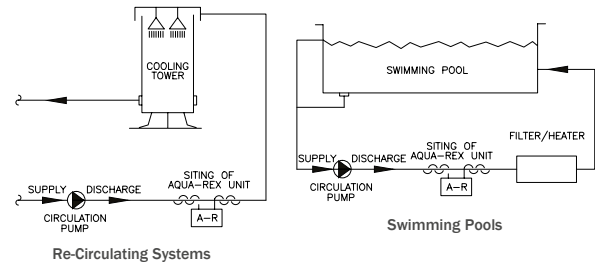 COOLING
TOWER
SUPPLY
DISCHARGE
CIRCULATION
PUMP
SITING OF
AQUA-REX UNIT
A-R
Re-Circulating Systems
SWIMMING POOL
SUPPLY
DISCHARGE
CIRCULATION
PUMP
SITING OF
AQUA-REX UNIT
A-R
FILTER/HEATER
Swimming Pools